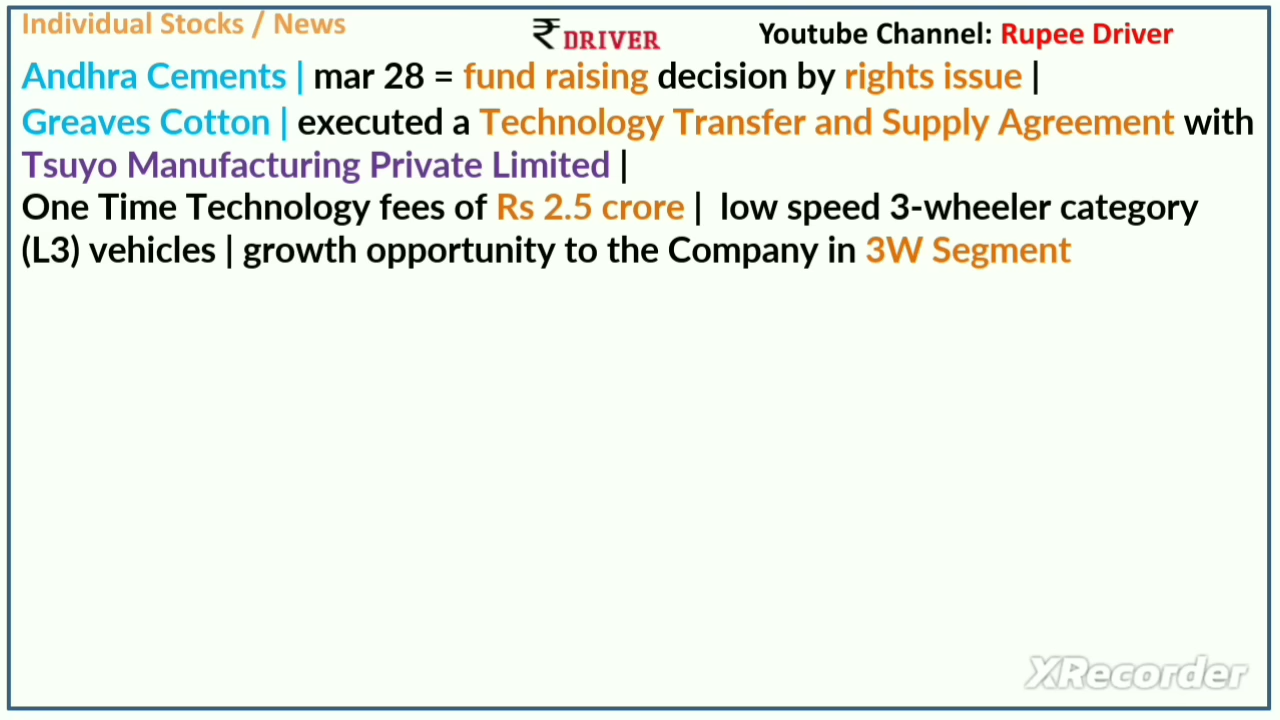 Individual Stocks / News
₹ DRIVER
Youtube Channel: Rupee Driver
Andhra Cements | mar 28 = fund raising decision by rights issue |
Greaves Cotton | executed a Technology Transfer and Supply Agreement with
Tsuyo Manufacturing Private Limited |
One Time Technology fees of Rs 2.5 crore | low speed 3-wheeler category
(L3) vehicles | growth opportunity to the Company in 3W Segment
XRecorder